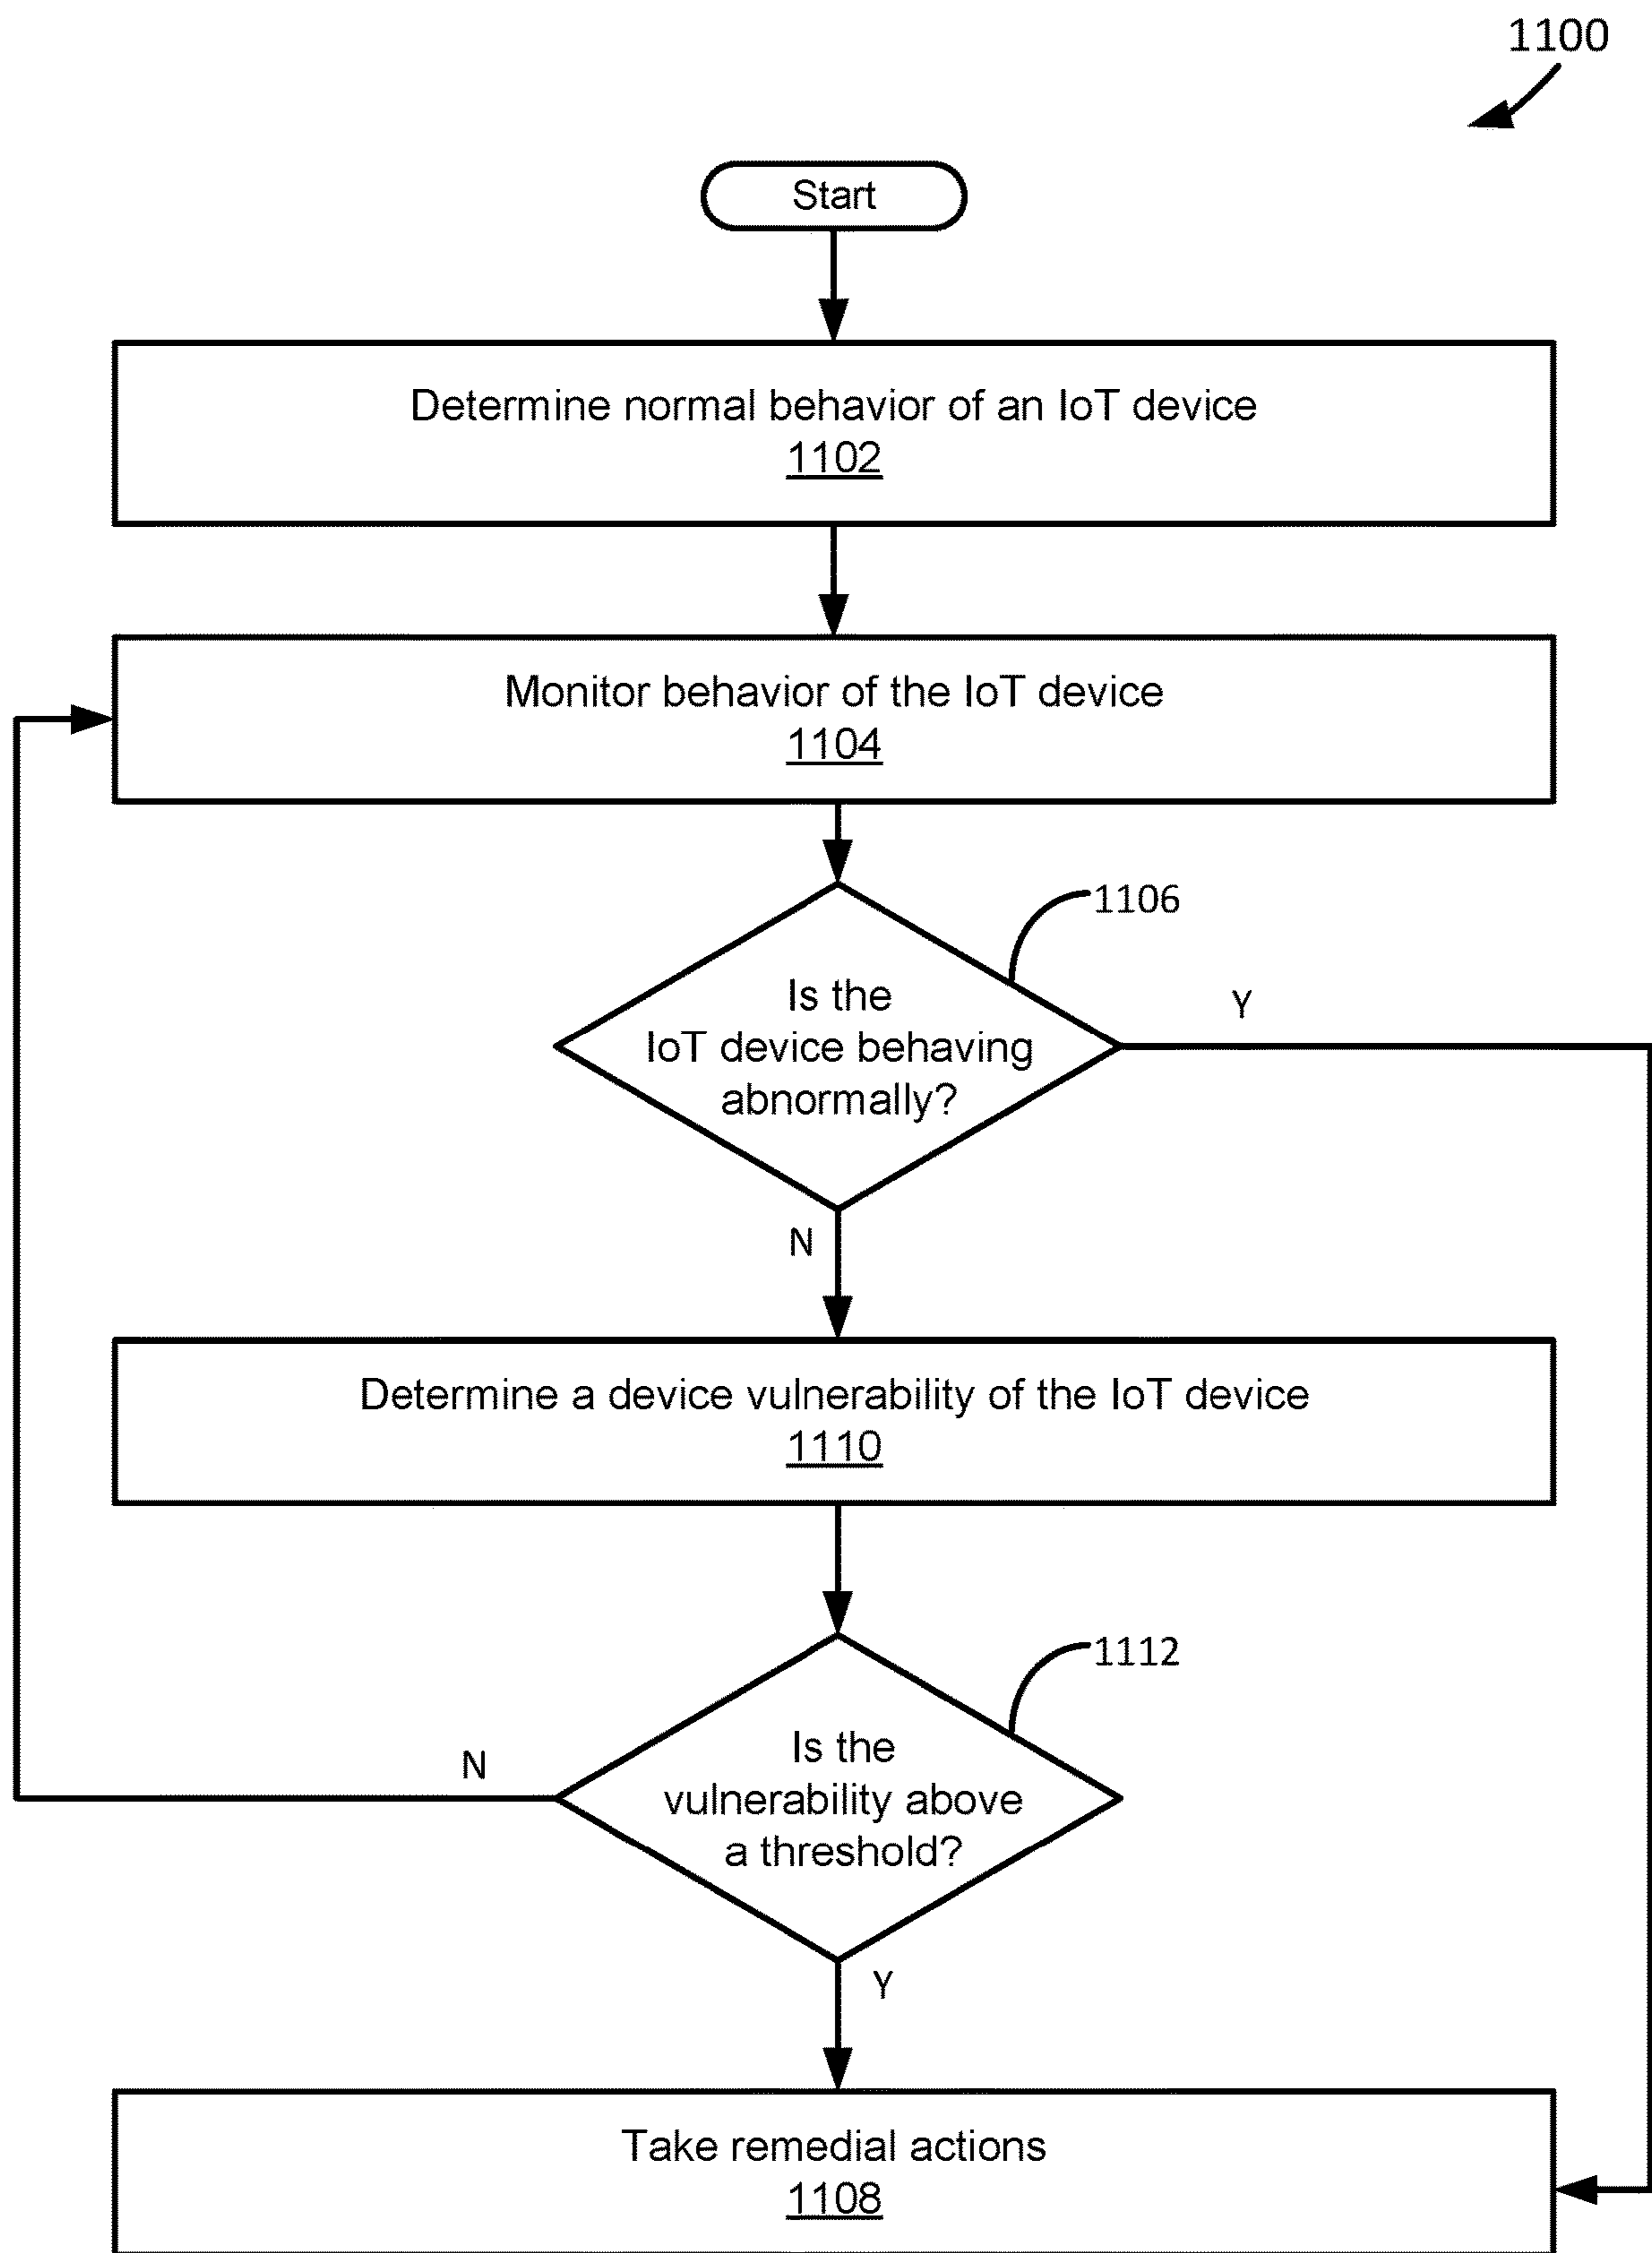 1100
Start
Determine normal behavior of an IoT device
1102
Monitor behavior of the IoT device
1104
1106
Is the
IoT device behaving
abnormally?
Y
N
Determine a device vulnerability of the IoT device
1110
1112
Is the
vulnerability above
a threshold?
N
Y
Take remedial actions
1108